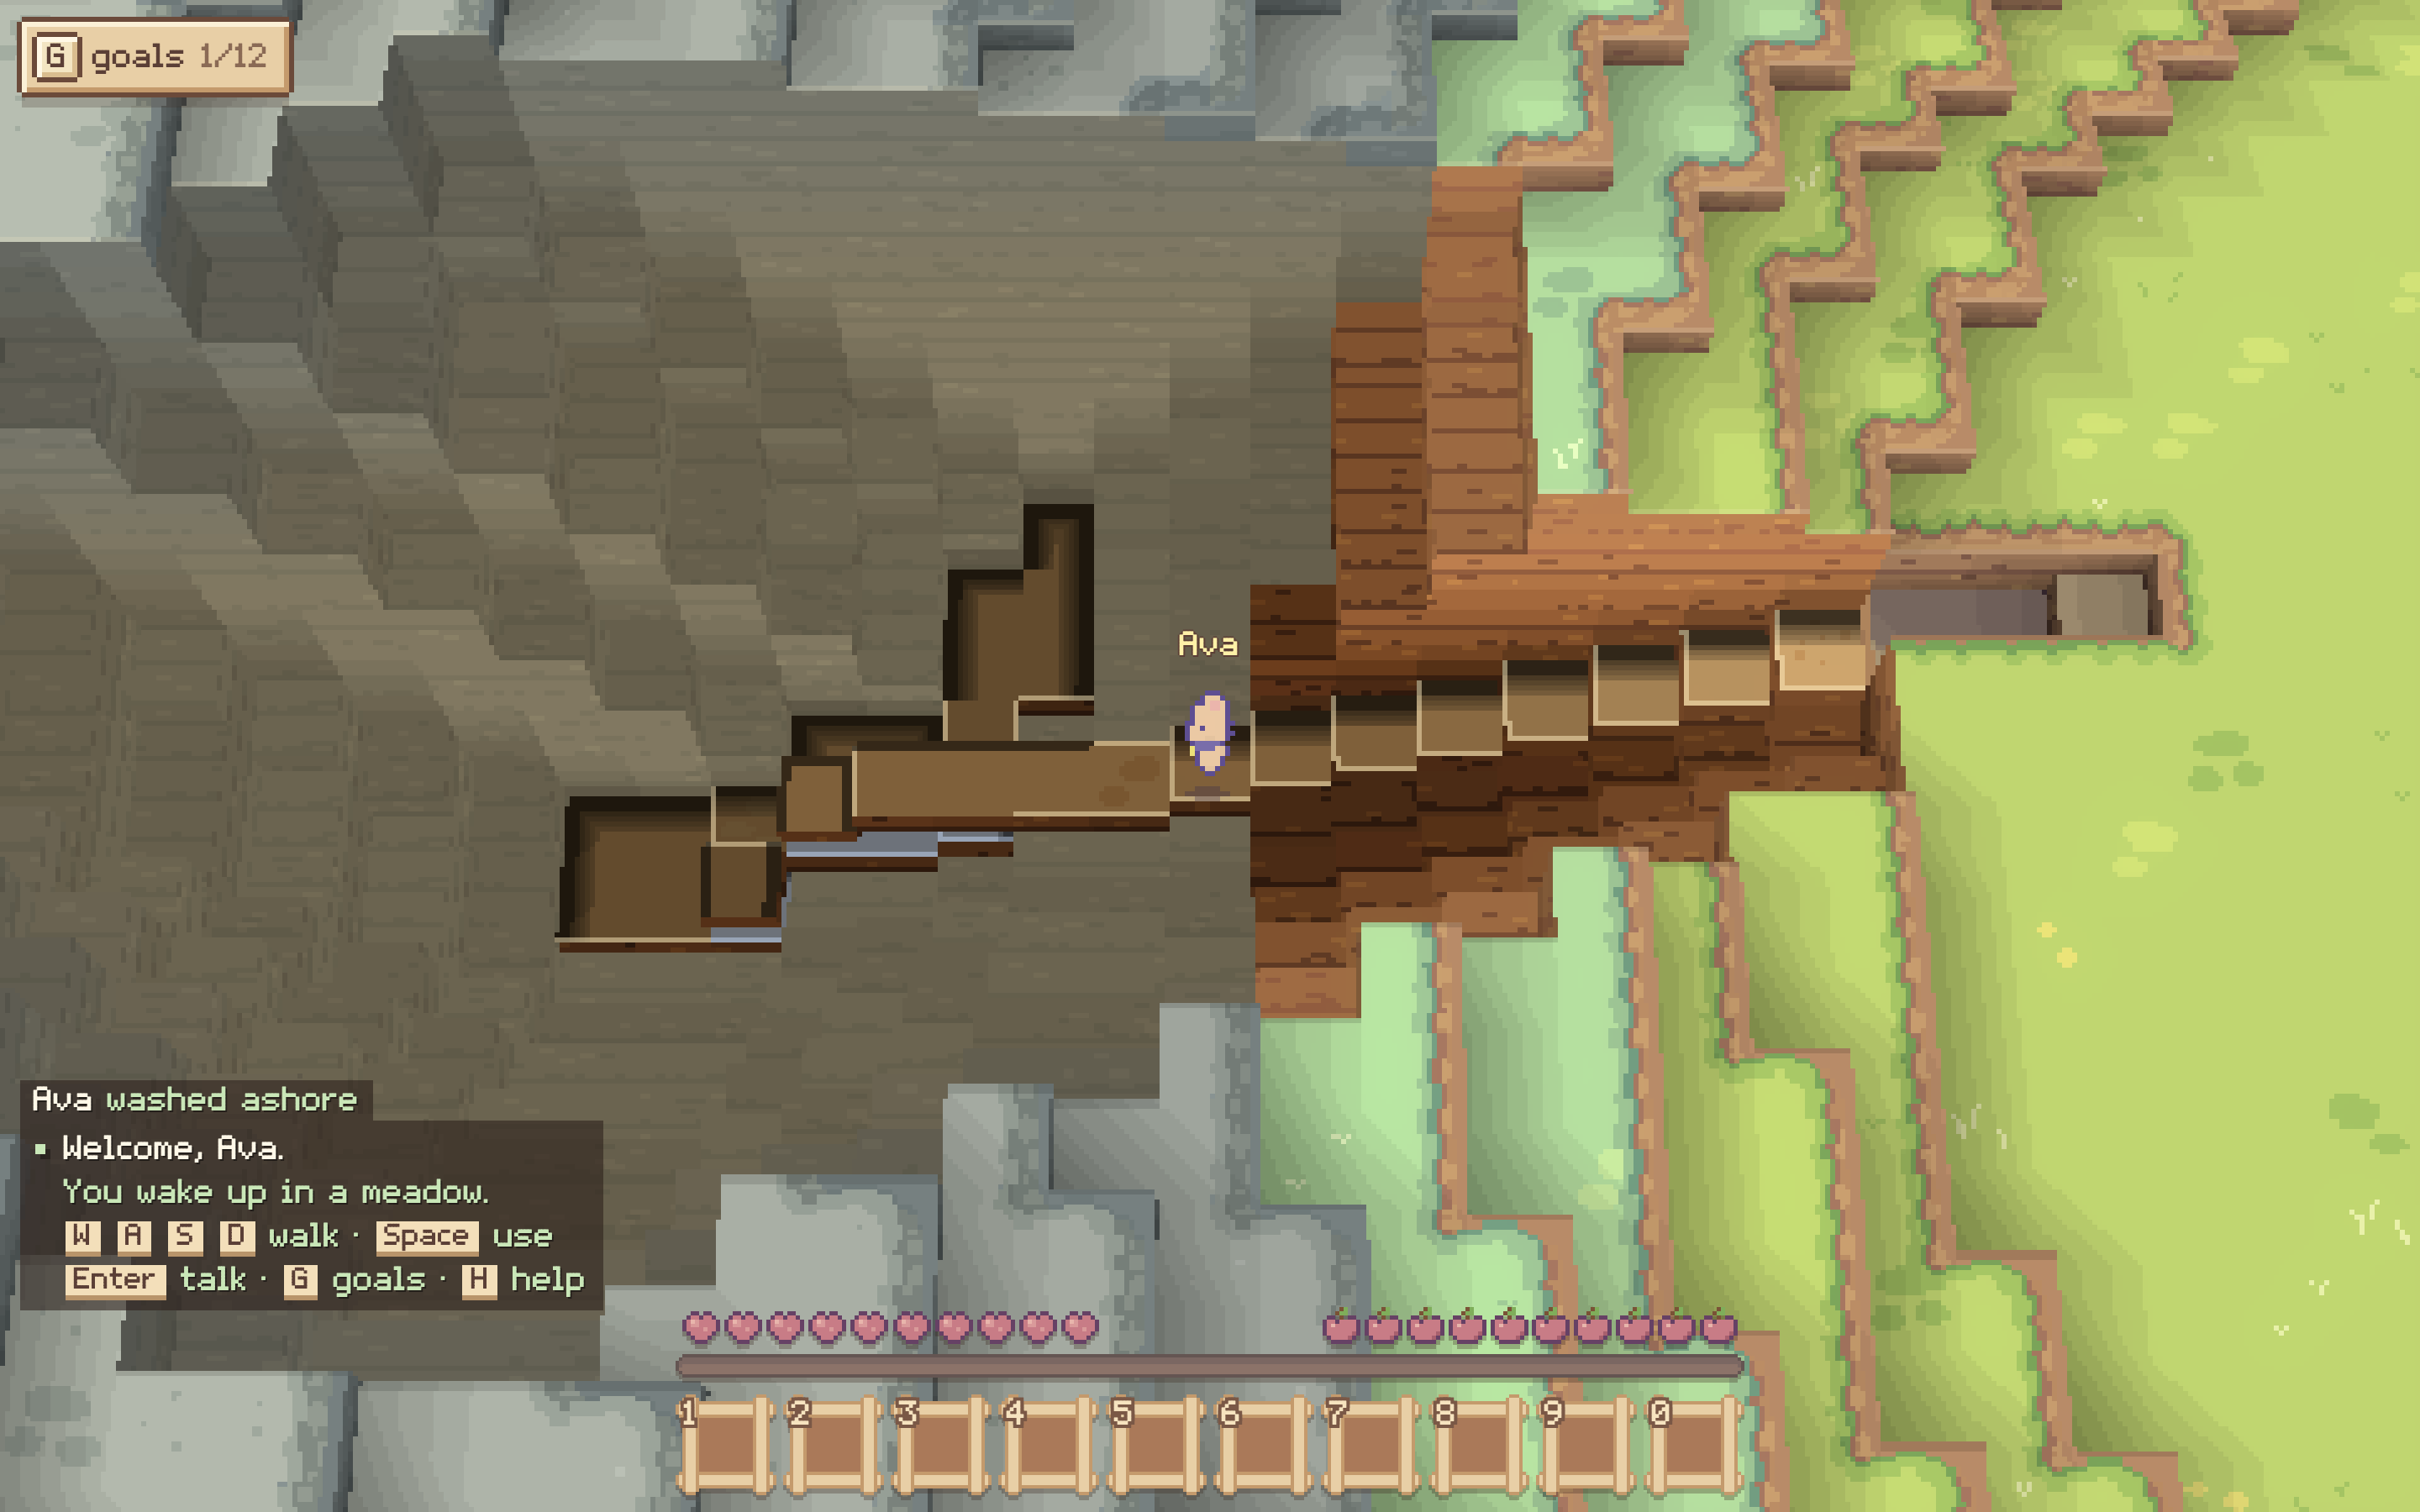 G goals 1/12
Ava
Ava washed ashore
Welcome, Ava.
You wake up in a meadow.
W A S D walk · Space use
Enter talk · G goals · H help
1 2 3 4 5 6 7 8 9 0